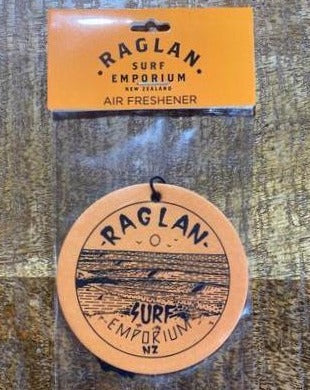 RAGLAN
SURF
EMPORIUM
NEW ZEALAND
AIR FRESHENER
RAGLAN
SURF
EMPORIUM
NZ